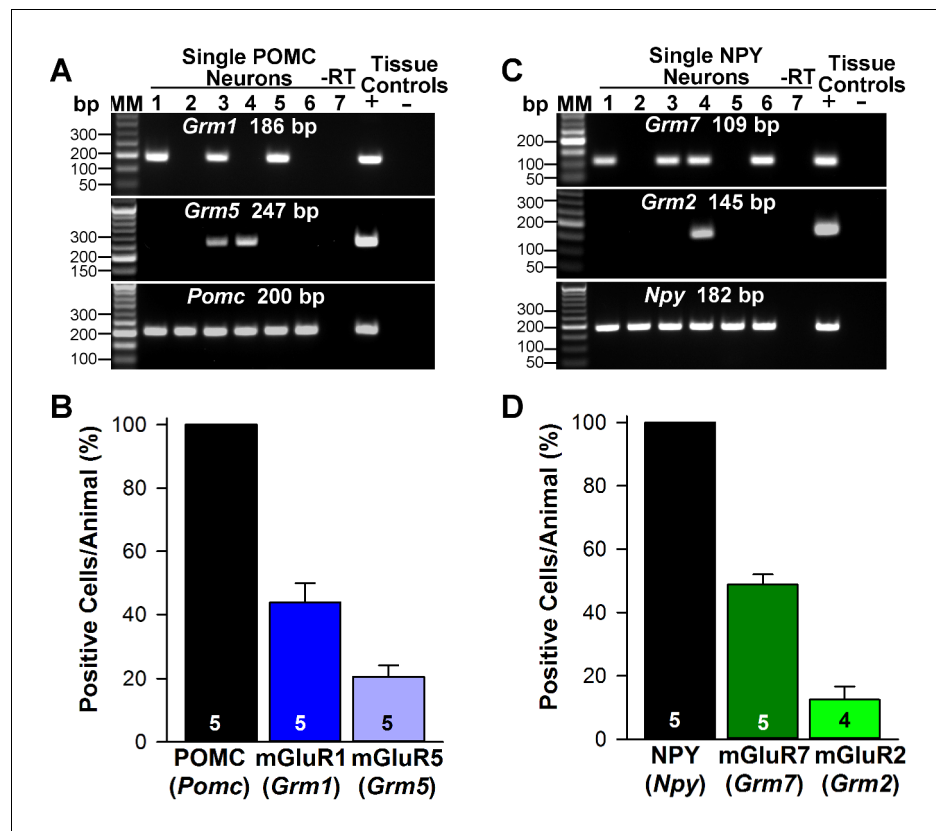 A
Single POMC
Neurons
-RT
Tissue
Controls
bp MM 1 2 3 4 5 6 7 + –
Grm1 186 bp
300
200
100
50
Grm5 247 bp
300
200
150
Pomc 200 bp
300
200
100
C
Single NPY
Neurons
-RT
Tissue
Controls
bp MM 1 2 3 4 5 6 7 + –
Grm7 109 bp
200
100
50
Grm2 145 bp
300
200
100
50
Npy 182 bp
300
200
100
50
B
Positive Cells/Animal (%)
100
80
60
40
20
0
5
5
5
POMC mGluR1 mGluR5
(Pomc) (Grm1) (Grm5)
D
Positive Cells/Animal (%)
100
80
60
40
20
0
5
5
4
NPY mGluR7 mGluR2
(Npy) (Grm7) (Grm2)